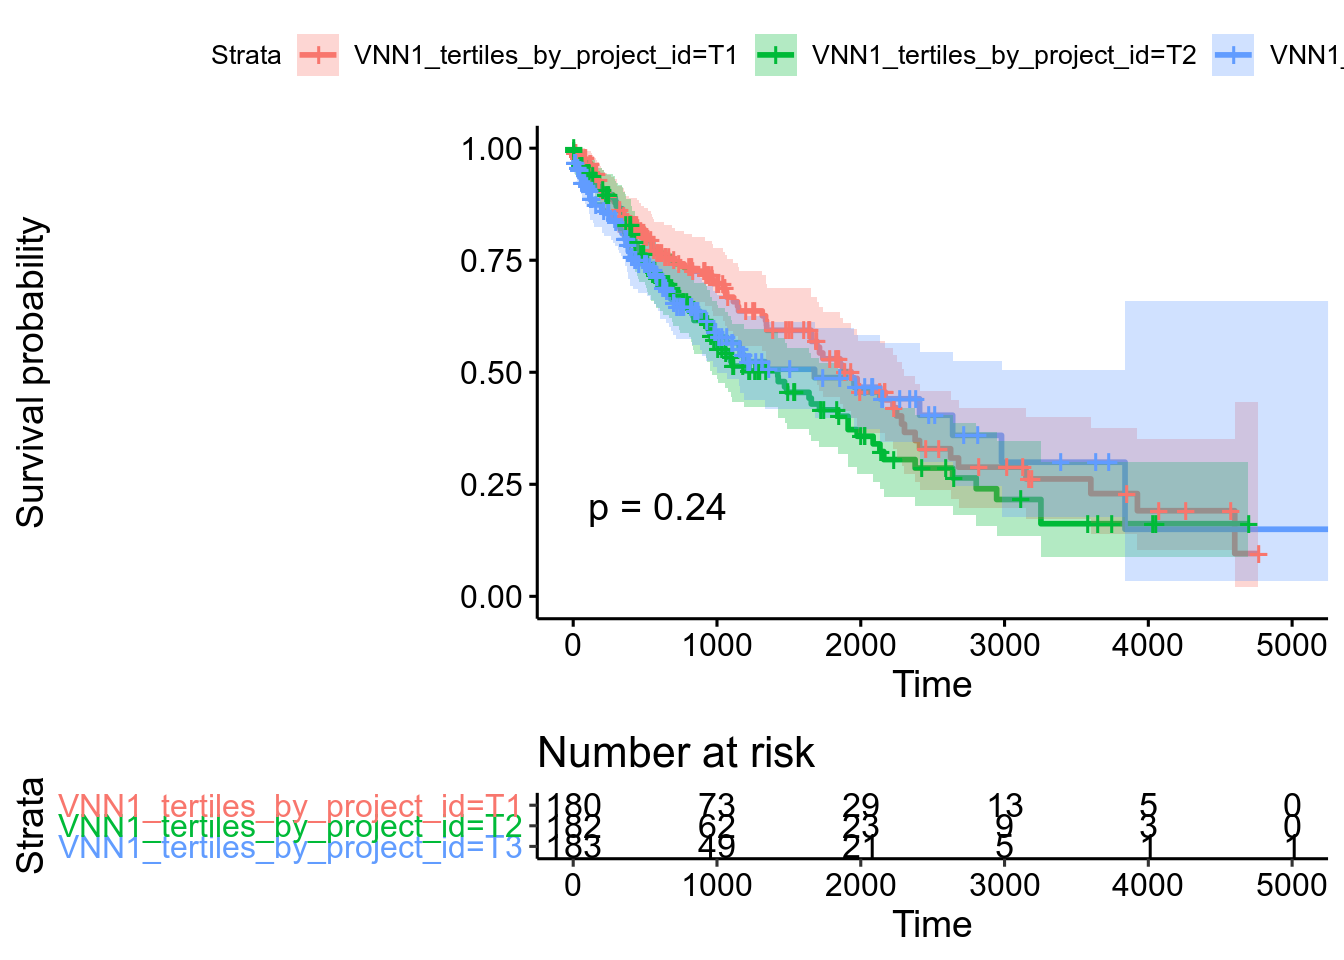 Strata VNN1_tertiles_by_project_id=T1 VNN1_tertiles_by_project_id=T2 VNN1_
Survival probability
1.00
0.75
0.50
0.25
0.00
p = 0.24
0 1000 2000 3000 4000 5000
Time
Number at risk
Strata
VNN1_tertiles_by_project_id=T1 180 73 29 13 5 0
VNN1_tertiles_by_project_id=T2 182 62 23 9 3 0
VNN1_tertiles_by_project_id=T3 183 49 21 5 1 1
0 1000 2000 3000 4000 5000
Time